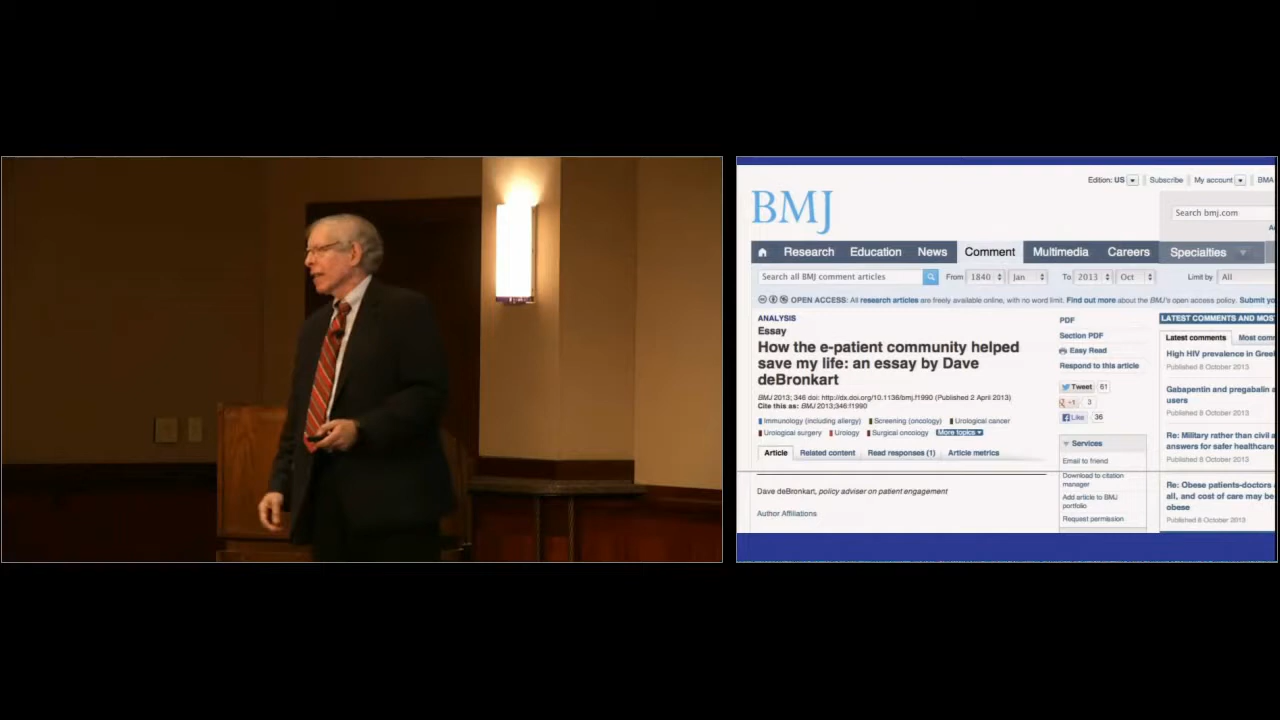 Edition: US
Subscribe
My account
BMA
BMJ
Search bmj.com
Research
Education
News
Comment
Multimedia
Careers
Specialties
Search all BMJ comment articles
From 1840 Jan To 2013 Oct
Limit by All
OPEN ACCESS: All research articles are freely available online, with no word limit. Find out more about the BMJ's open access policy. Submit yo
ANALYSIS
Essay
How the e-patient community helped
save my life: an essay by Dave
deBronkart
BMJ 2013; 346 doi: http://dx.doi.org/10.1136/bmj.f1990 (Published 2 April 2013)
Cite this as: BMJ 2013;346:f1990
Immunology (including allergy)
Screening (oncology)
Urological cancer
Urological surgery
Urology
Surgical oncology
More topics
Article
Related content
Read responses (1)
Article metrics
Dave deBronkart, policy adviser on patient engagement
Author Affiliations
PDF
Section PDF
Easy Read
Respond to this article
Tweet 61
+1 3
Like 36
Services
Email to friend
Download to citation
manager
Add article to BMJ
portfolio
Request permission
LATEST COMMENTS AND MOS
Latest comments
Most com
High HIV prevalence in Gree
Published 8 October 2013
Gabapentin and pregabalin a
users
Published 8 October 2013
Re: Military rather than civil a
answers for safer healthcare
Published 8 October 2013
Re: Obese patients-doctors
all, and cost of care may be
obese
Published 8 October 2013